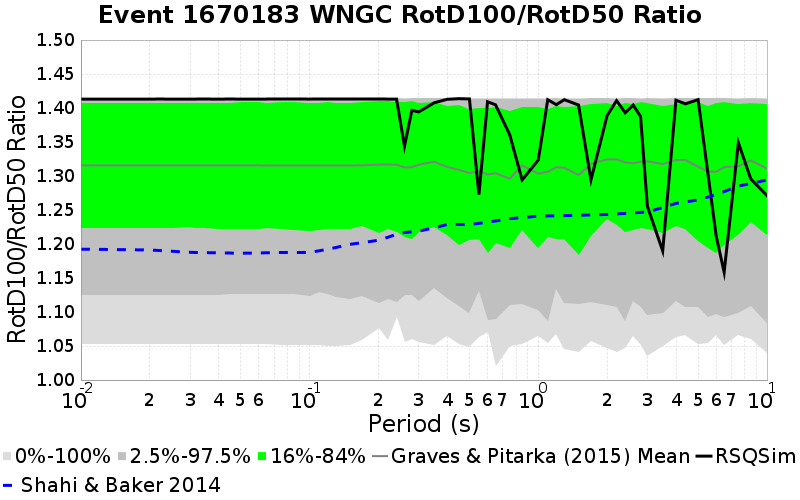 Event 1670183 WNGC RotD100/RotD50 Ratio
RotD100/RotD50 Ratio
1.50
1.45
1.40
1.35
1.30
1.25
1.20
1.15
1.10
1.05
1.00
10-2 2 3 4 5 6 10-1 2 3 4 5 6 7 100 2 3 4 5 6 7 101
Period (s)
0%-100% 2.5%-97.5% 16%-84% Graves & Pitarka (2015) Mean RSQSim
Shahi & Baker 2014